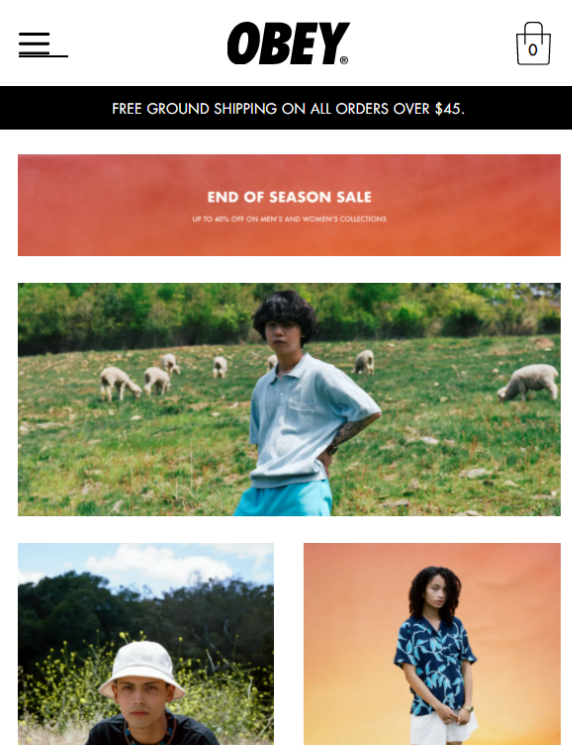 OBEY®
0
FREE GROUND SHIPPING ON ALL ORDERS OVER $45.
END OF SEASON SALE
UP TO 40% OFF ON MEN'S AND WOMEN'S COLLECTIONS